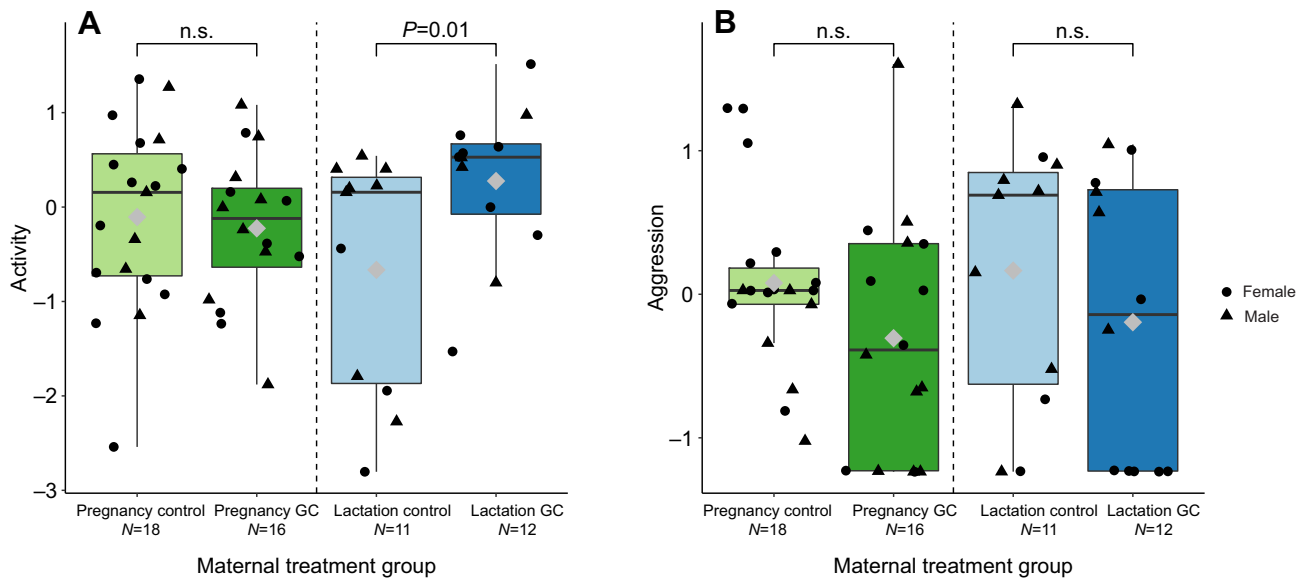 A
n.s.
P=0.01
Activity
1
0
–1
–2
–3
Pregnancy control
N=18
Pregnancy GC
N=16
Lactation control
N=11
Lactation GC
N=12
Maternal treatment group
B
n.s.
n.s.
Aggression
1
0
–1
Pregnancy control
N=18
Pregnancy GC
N=16
Lactation control
N=11
Lactation GC
N=12
Maternal treatment group
Female
Male